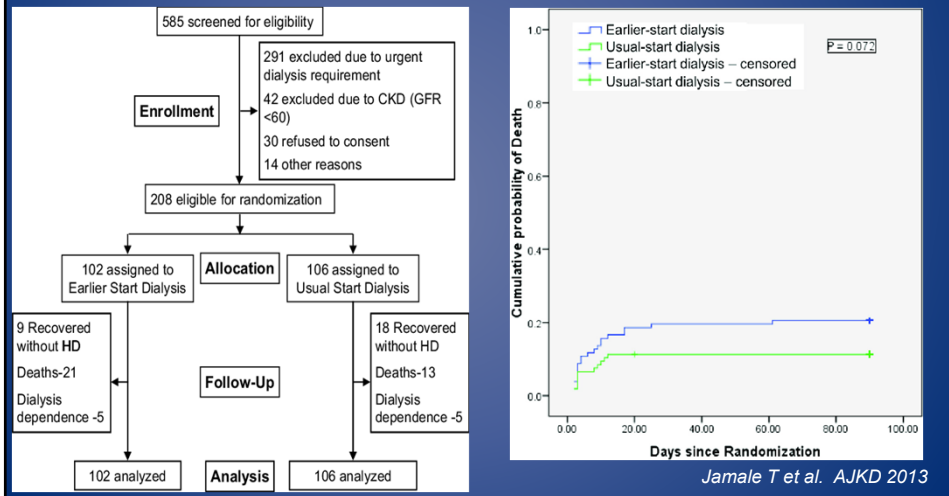 585 screened for eligibility
291 excluded due to urgent
dialysis requirement
42 excluded due to CKD (GFR
<60)
30 refused to consent
14 other reasons
Enrollment
208 eligible for randomization
102 assigned to
Earlier Start Dialysis
Allocation
106 assigned to
Usual Start Dialysis
9 Recovered
without HD
Deaths-21
Dialysis
dependence -5
Follow-Up
18 Recovered
without HD
Deaths-13
Dialysis
dependence -5
102 analyzed
Analysis
106 analyzed
Earlier-start dialysis
Usual-start dialysis
Earlier-start dialysis – censored
Usual-start dialysis – censored
P = 0.072
Cumulative probability of Death
1.0
0.8
0.6
0.4
0.2
0.0
0.00 20.00 40.00 60.00 80.00 100.00
Days since Randomization
Jamale T et al. AJKD 2013